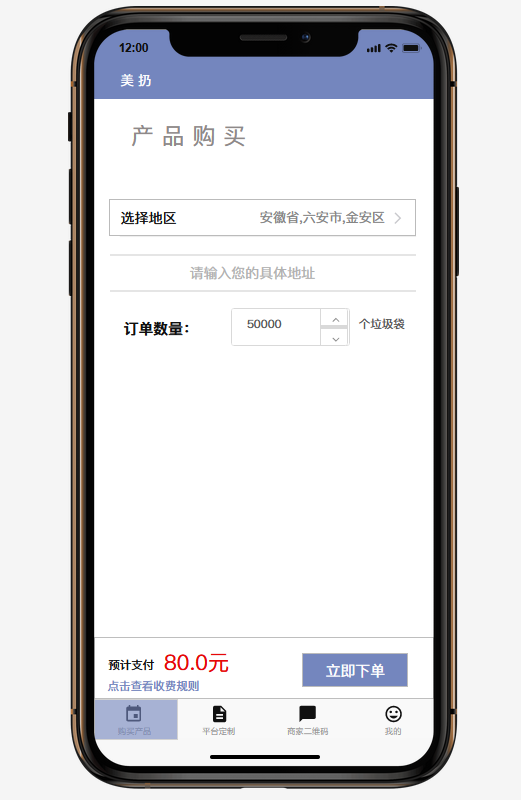 12:00
美 扔
产 品 购 买
选择地区 安徽省,六安市,金安区
请输入您的具体地址
订单数量: 50000 个垃圾袋
预计支付 80.0元
立即下单
点击查看收费规则
购买产品 平台定制 商家二维码 我的